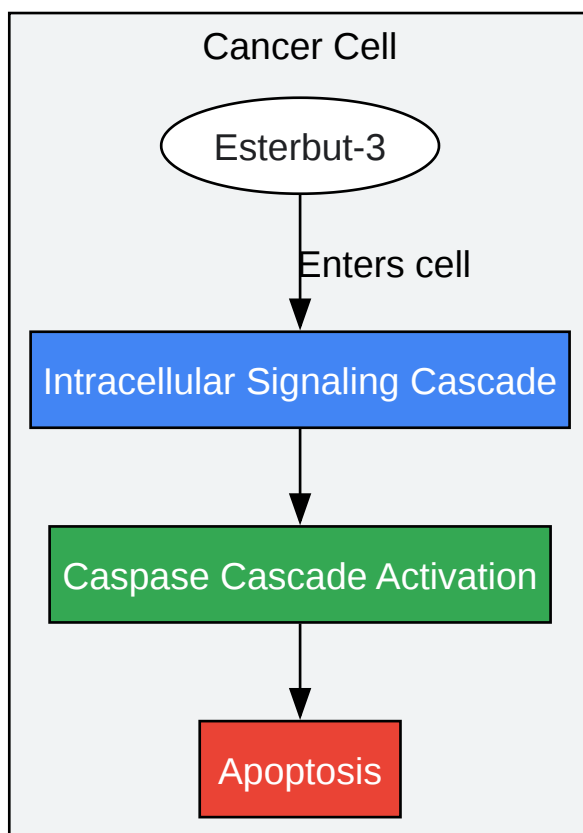 Cancer Cell
Esterbut-3
Enters cell
Intracellular Signaling Cascade
Caspase Cascade Activation
Apoptosis